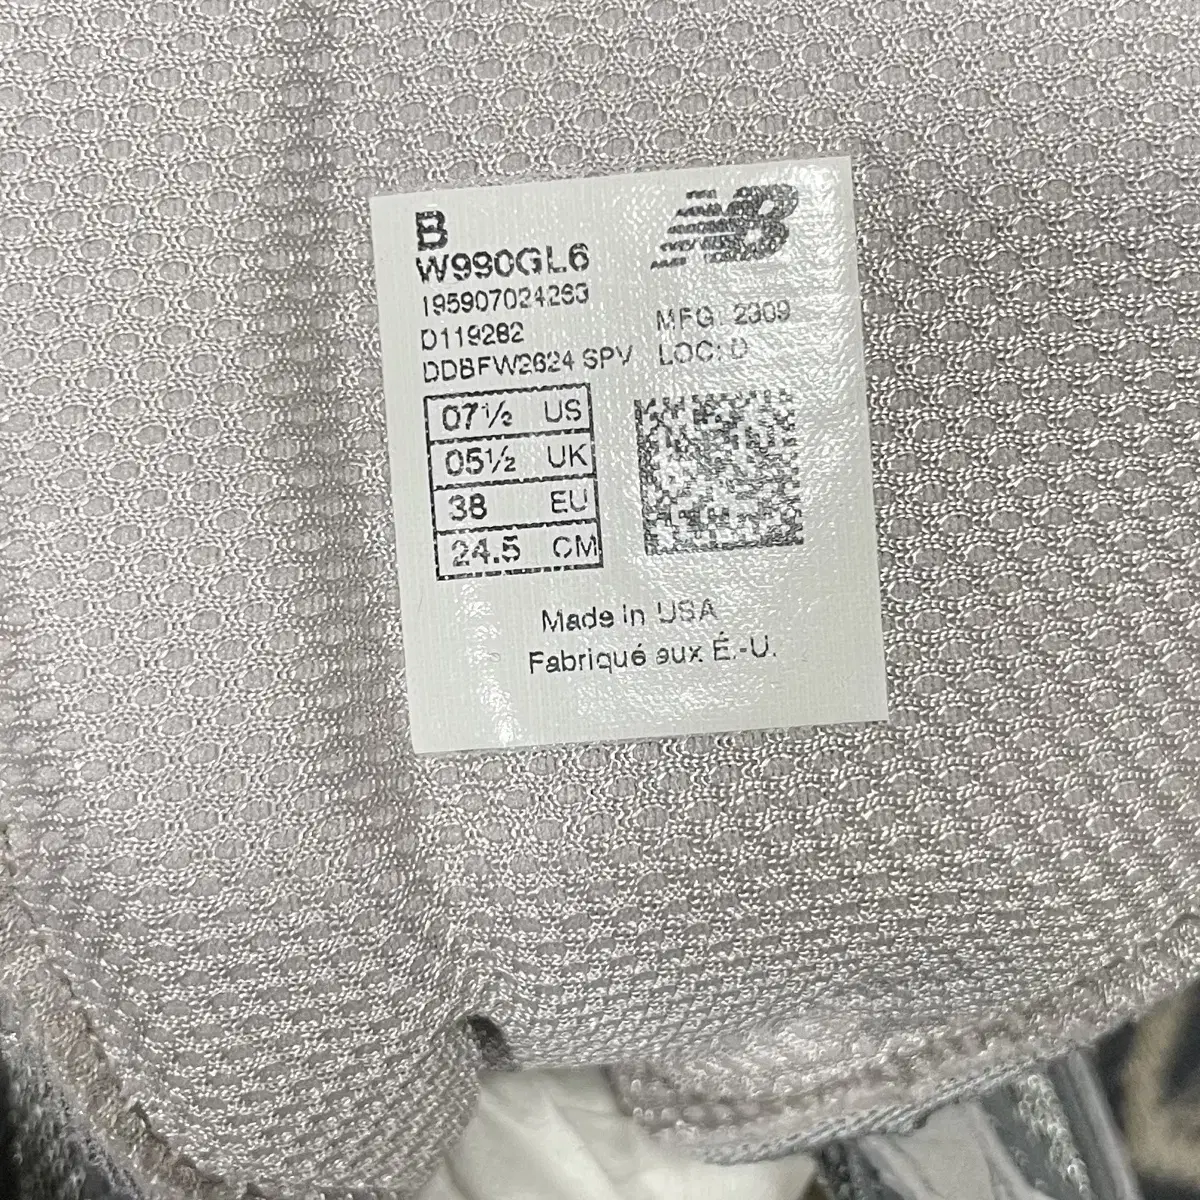 B
W990GL6
195907024263
D119282
DDBFW2624 SPV
MFG: 2309
LOC: D
07½ US
05½ UK
38 EU
24.5 CM
Made in USA
Fabriqué aux É.-U.